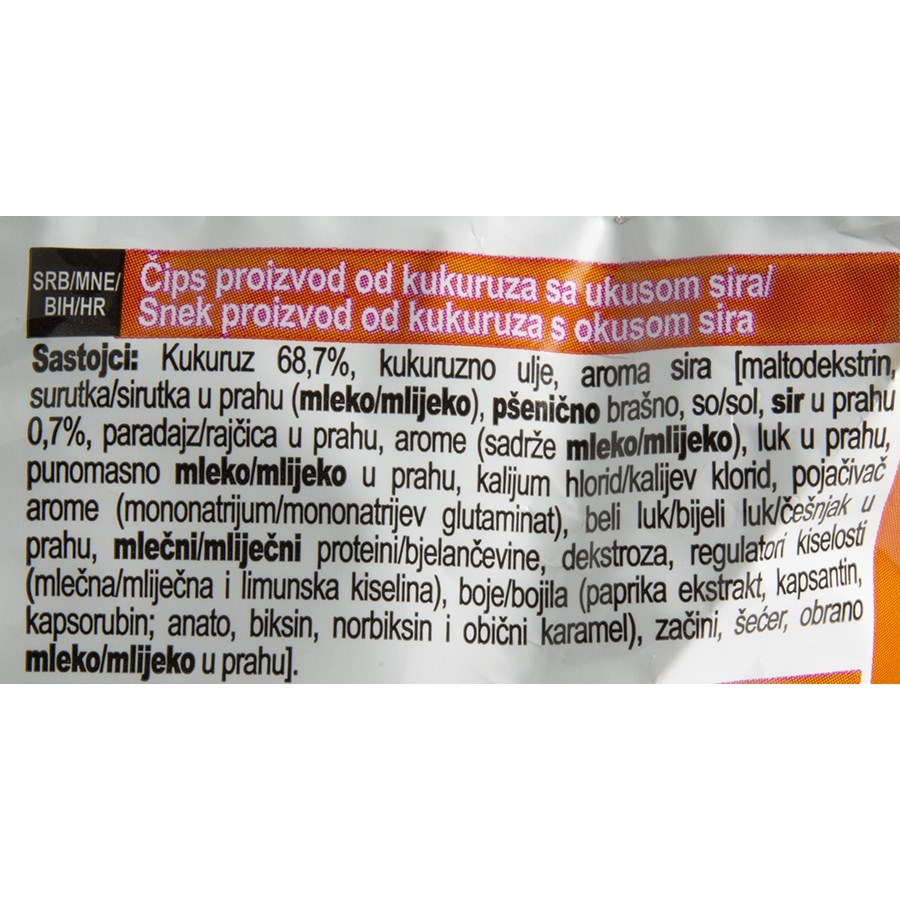 SRB/MNE/
BIH/HR
Čips proizvod od kukuruza sa ukusom sira/
Snek proizvod od kukuruza s okusom sira
Sastojci: Kukuruz 68,7%, kukuruzno ulje, aroma sira [maltodekstrin,
surutka/sirutka u prahu (mleko/mlijeko), pšenično brašno, so/sol, sir u prahu
0,7%, paradajz/rajčica u prahu, arome (sadrže mleko/mlijeko), luk u prahu,
punomasno mleko/mlijeko u prahu, kalijum hlorid/kalijev klorid, pojačivač
arome (mononatrijum/mononatrijev glutaminat), beli luk/bijeli luk/češnjak u
prahu, mlečni/mliječni proteini/bjelančevine, dekstroza, regulatori kiselosti
(mlečna/mliječna i limunska kiselina), boje/bojila (paprika ekstrakt, kapsantin,
kapsorubin; anato, biksin, norbiksin i obični karamel), začini, šećer, obrano
mleko/mlijeko u prahu].